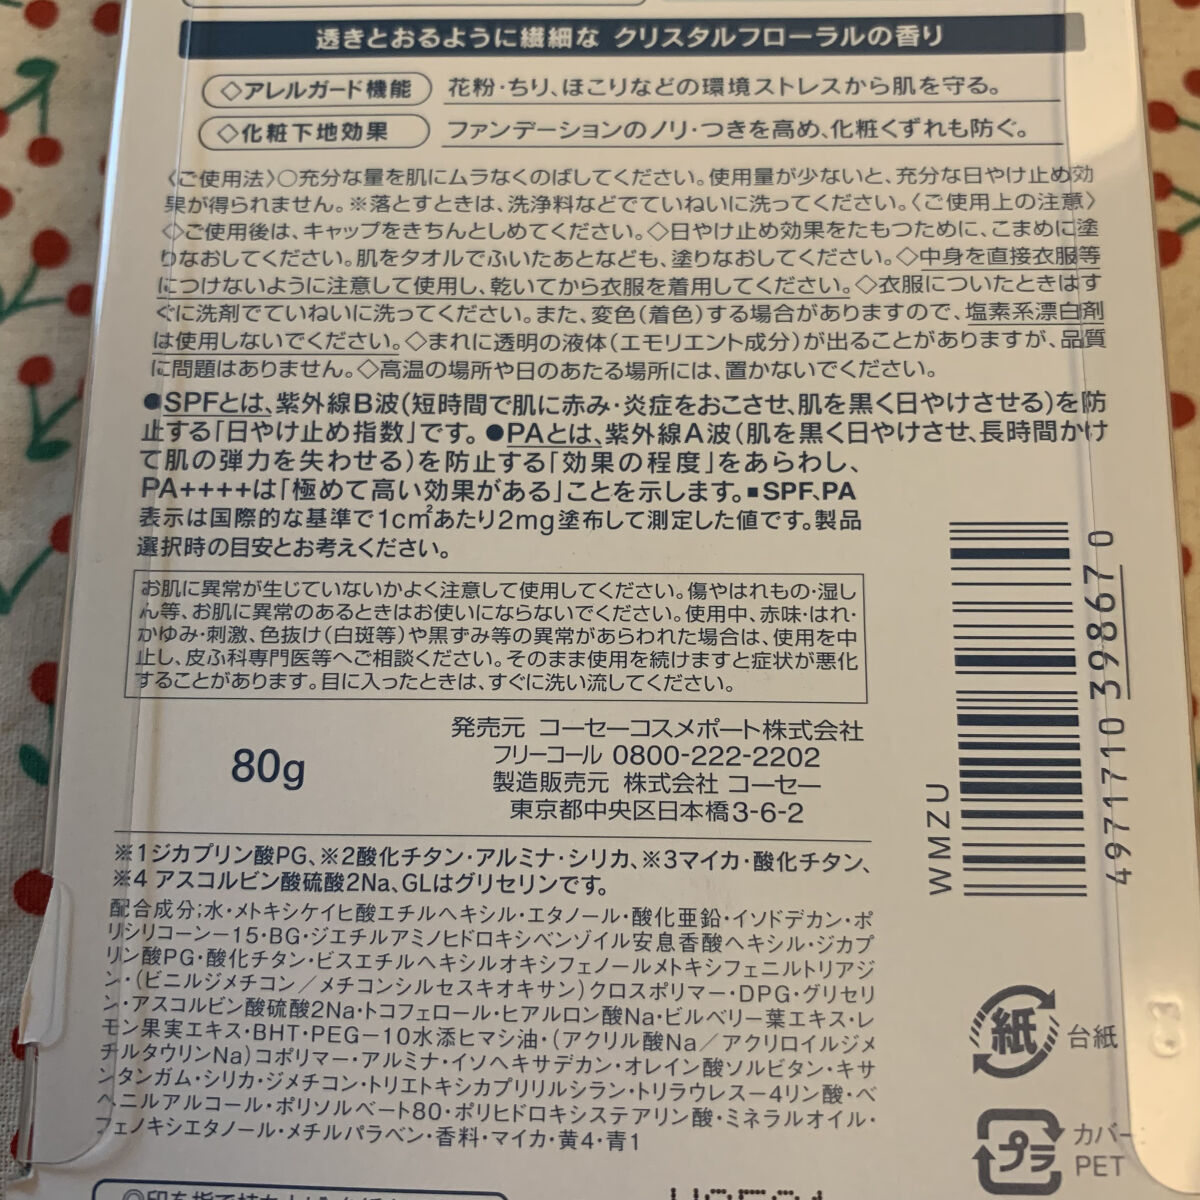 透きとおるように繊細な クリスタルフローラルの香り
◇アレルガード機能 花粉・ちり、ほこりなどの環境ストレスから肌を守る。
◇化粧下地効果 ファンデーションのノリ・つきを高め、化粧くずれも防ぐ。
〈ご使用法〉○充分な量を肌にムラなくのばしてください。使用量が少ないと、充分な日やけ止め効
果が得られません。※落とすときは、洗浄料などでていねいに洗ってください。〈ご使用上の注意〉
◇ご使用後は、キャップをきちんとしめてください。◇日やけ止め効果をたもつために、こまめに塗
りなおしてください。肌をタオルでふいたあとなども、塗りなおしてください。◇中身を直接衣服等
につけないように注意して使用し、乾いてから衣服を着用してください。◇衣服についたときはす
ぐに洗剤でていねいに洗ってください。また、変色(着色)する場合がありますので、塩素系漂白剤
は使用しないでください。◇まれに透明の液体(エモリエント成分)が出ることがありますが、品質
に問題はありません。◇高温の場所や日のあたる場所には、置かないでください。
●SPFとは、紫外線B波(短時間で肌に赤み・炎症をおこさせ、肌を黒く日やけさせる)を防
止する「日やけ止め指数」です。●PAとは、紫外線A波(肌を黒く日やけさせ、長時間かけ
て肌の弾力を失わせる)を防止する「効果の程度」をあらわし、
PA++++は「極めて高い効果がある」ことを示します。■SPF、PA
表示は国際的な基準で1c㎡あたり2mg塗布して測定した値です。製品
選択時の目安とお考えください。
お肌に異常が生じていないかよく注意して使用してください。傷やはれもの・湿し
ん等、お肌に異常のあるときはお使いにならないでください。使用中、赤味・はれ・
かゆみ・刺激、色抜け(白斑等)や黒ずみ等の異常があらわれた場合は、使用を中
止し、皮ふ科専門医等へご相談ください。そのまま使用を続けますと症状が悪化
することがあります。目に入ったときは、すぐに洗い流してください。
80g
発売元 コーセーコスメポート株式会社
フリーコール 0800-222-2202
製造販売元 株式会社 コーセー
東京都中央区日本橋3-6-2
WMZU
4971710 398670
※1ジカプリン酸PG、※2酸化チタン・アルミナ・シリカ、※3マイカ・酸化チタン、
※4 アスコルビン酸硫酸2Na、GLはグリセリンです。
配合成分;水・メトキシケイヒ酸エチルヘキシル・エタノール・酸化亜鉛・イソドデカン・ポ
リシリコーン−15・BG・ジエチルアミノヒドロキシベンゾイル安息香酸ヘキシル・ジカプ
リン酸PG・酸化チタン・ビスエチルヘキシルオキシフェノールメトキシフェニルトリアジ
ン・(ビニルジメチコン/メチコンシルセスキオキサン)クロスポリマー・DPG・グリセリ
ン・アスコルビン酸硫酸2Na・トコフェロール・ヒアルロン酸Na・ビルベリー葉エキス・レ
モン果実エキス・BHT・PEG−10水添ヒマシ油・(アクリル酸Na/アクリロイルジメ
チルタウリンNa)コポリマー・アルミナ・イソヘキサデカン・オレイン酸ソルビタン・キサ
ンタンガム・シリカ・ジメチコン・トリエトキシカプリリルシラン・トリラウレス−4リン酸・ベ
ヘニルアルコール・ポリソルベート80・ポリヒドロキシステアリン酸・ミネラルオイル・
フェノキシエタノール・メチルパラベン・香料・マイカ・黄4・青1
紙 台紙
プラ カバー:
PET